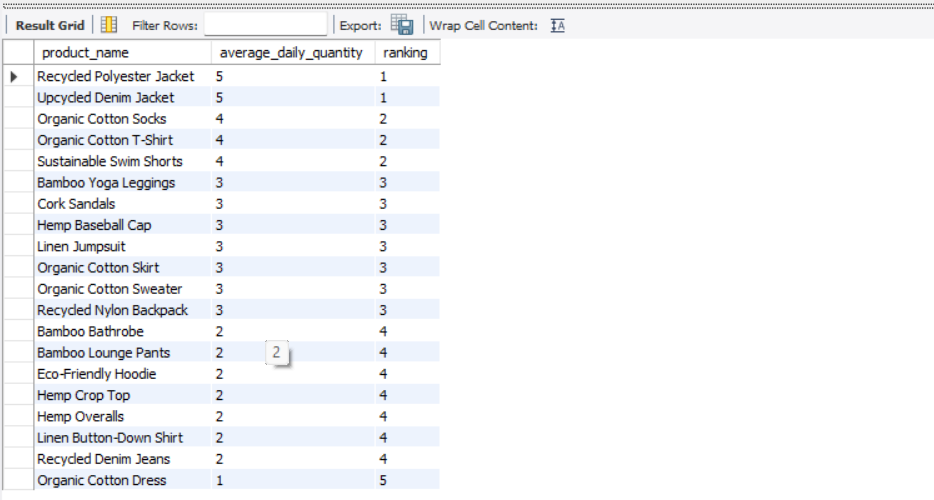 Result Grid Filter Rows: Export: Wrap Cell Content: IA
product_name average_daily_quantity ranking
Recycled Polyester Jacket 5 1
Upcycled Denim Jacket 5 1
Organic Cotton Socks 4 2
Organic Cotton T-Shirt 4 2
Sustainable Swim Shorts 4 2
Bamboo Yoga Leggings 3 3
Cork Sandals 3 3
Hemp Baseball Cap 3 3
Linen Jumpsuit 3 3
Organic Cotton Skirt 3 3
Organic Cotton Sweater 3 3
Recycled Nylon Backpack 3 3
Bamboo Bathrobe 2 4
Bamboo Lounge Pants 2 2 4
Eco-Friendly Hoodie 2 4
Hemp Crop Top 2 4
Hemp Overalls 2 4
Linen Button-Down Shirt 2 4
Recycled Denim Jeans 2 4
Organic Cotton Dress 1 5